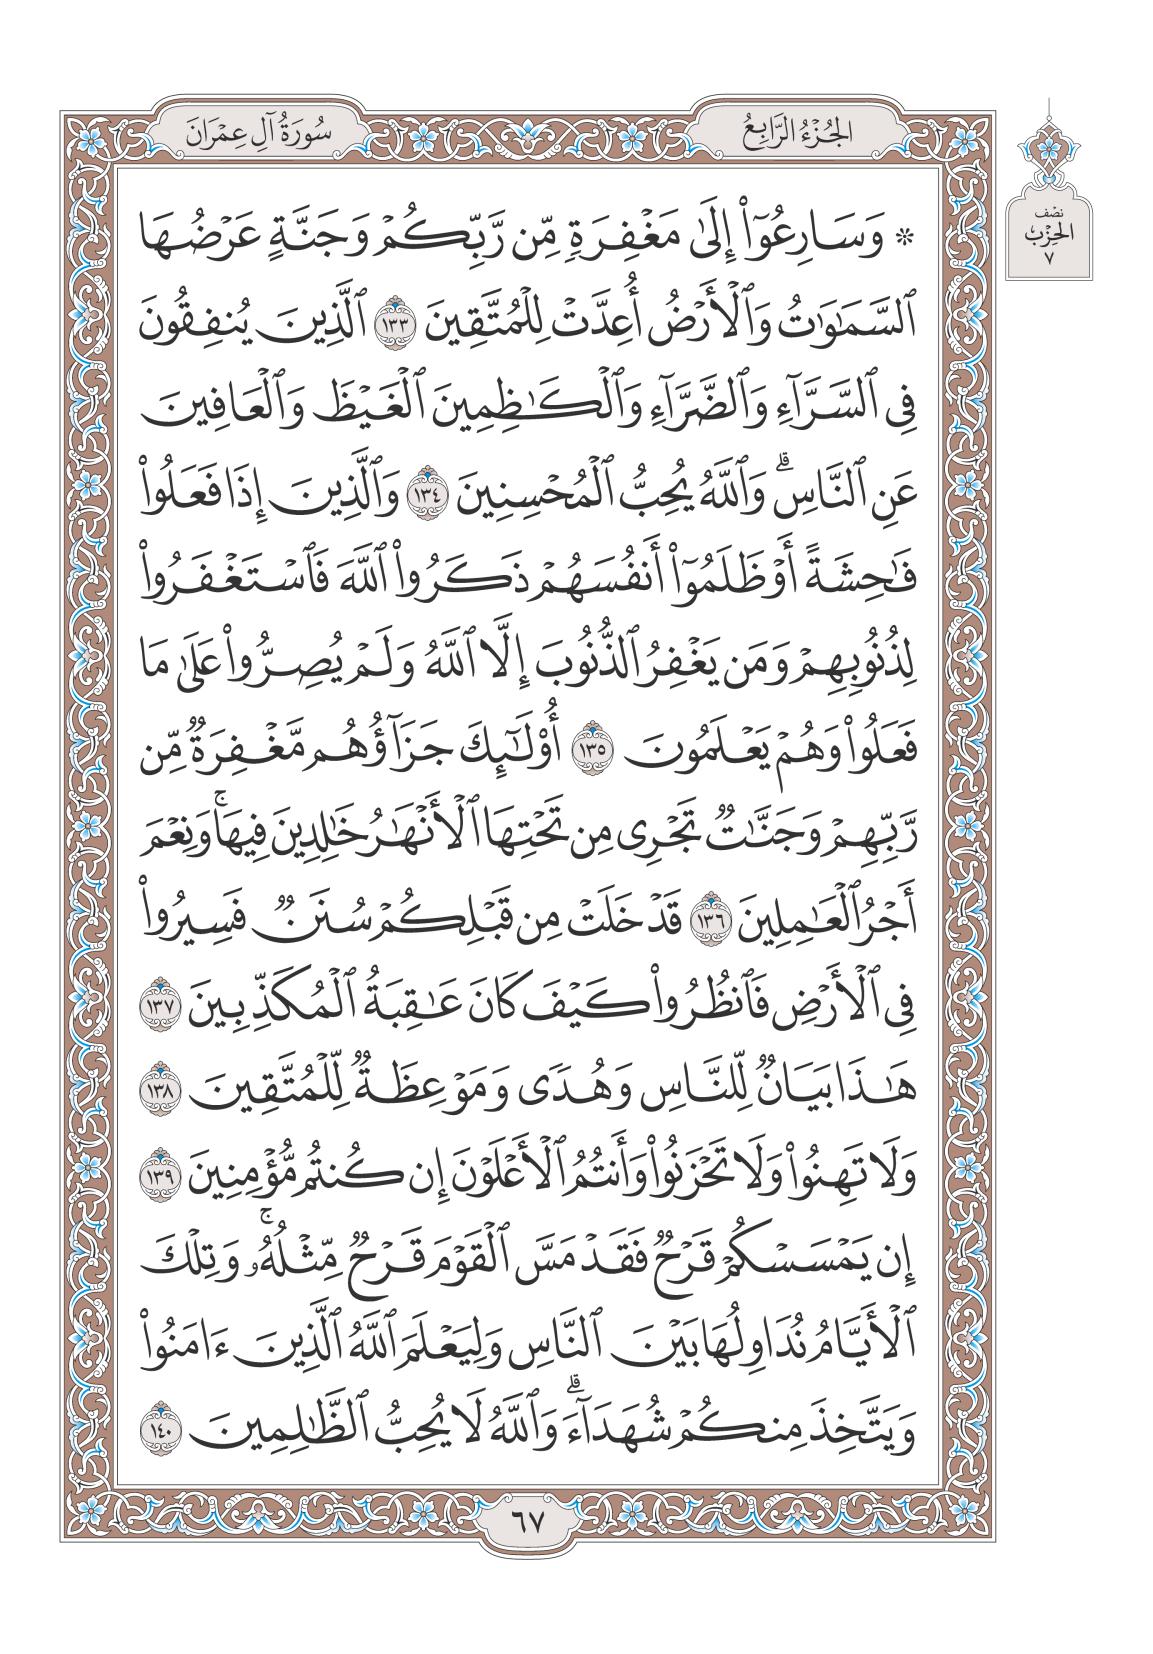 الجُزْءُ الرَّابِعُ
سُورَةُ آلِ عِمْرَانَ
نصف
الحِزْب
٧
۞ وَسَارِعُوٓا۟ إِلَىٰ مَغْفِرَةٍ مِّن رَّبِّكُمْ وَجَنَّةٍ عَرْضُهَا
ٱلسَّمَـٰوَٰتُ وَٱلْأَرْضُ أُعِدَّتْ لِلْمُتَّقِينَ ١٣٣ ٱلَّذِينَ يُنفِقُونَ
فِى ٱلسَّرَّآءِ وَٱلضَّرَّآءِ وَٱلْكَـٰظِمِينَ ٱلْغَيْظَ وَٱلْعَافِينَ
عَنِ ٱلنَّاسِ ۗ وَٱللَّهُ يُحِبُّ ٱلْمُحْسِنِينَ ١٣٤ وَٱلَّذِينَ إِذَا فَعَلُوا۟
فَـٰحِشَةً أَوْ ظَلَمُوٓا۟ أَنفُسَهُمْ ذَكَرُوا۟ ٱللَّهَ فَٱسْتَغْفَرُوا۟
لِذُنُوبِهِمْ وَمَن يَغْفِرُ ٱلذُّنُوبَ إِلَّا ٱللَّهُ وَلَمْ يُصِرُّوا۟ عَلَىٰ مَا
فَعَلُوا۟ وَهُمْ يَعْلَمُونَ ١٣٥ أُو۟لَـٰٓئِكَ جَزَآؤُهُم مَّغْفِرَةٌ مِّن
رَّبِّهِمْ وَجَنَّـٰتٌ تَجْرِى مِن تَحْتِهَا ٱلْأَنْهَـٰرُ خَـٰلِدِينَ فِيهَا ۚ وَنِعْمَ
أَجْرُ ٱلْعَـٰمِلِينَ ١٣٦ قَدْ خَلَتْ مِن قَبْلِكُمْ سُنَنٌ فَسِيرُوا۟
فِى ٱلْأَرْضِ فَٱنظُرُوا۟ كَيْفَ كَانَ عَـٰقِبَةُ ٱلْمُكَذِّبِينَ ١٣٧
هَـٰذَا بَيَانٌ لِّلنَّاسِ وَهُدًى وَمَوْعِظَةٌ لِّلْمُتَّقِينَ ١٣٨
وَلَا تَهِنُوا۟ وَلَا تَحْزَنُوا۟ وَأَنتُمُ ٱلْأَعْلَوْنَ إِن كُنتُم مُّؤْمِنِينَ ١٣٩
إِن يَمْسَسْكُمْ قَرْحٌ فَقَدْ مَسَّ ٱلْقَوْمَ قَرْحٌ مِّثْلُهُۥ ۚ وَتِلْكَ
ٱلْأَيَّامُ نُدَاوِلُهَا بَيْنَ ٱلنَّاسِ وَلِيَعْلَمَ ٱللَّهُ ٱلَّذِينَ ءَامَنُوا۟
وَيَتَّخِذَ مِنكُمْ شُهَدَآءَ ۗ وَٱللَّهُ لَا يُحِبُّ ٱلظَّـٰلِمِينَ ١٤٠
٦٧